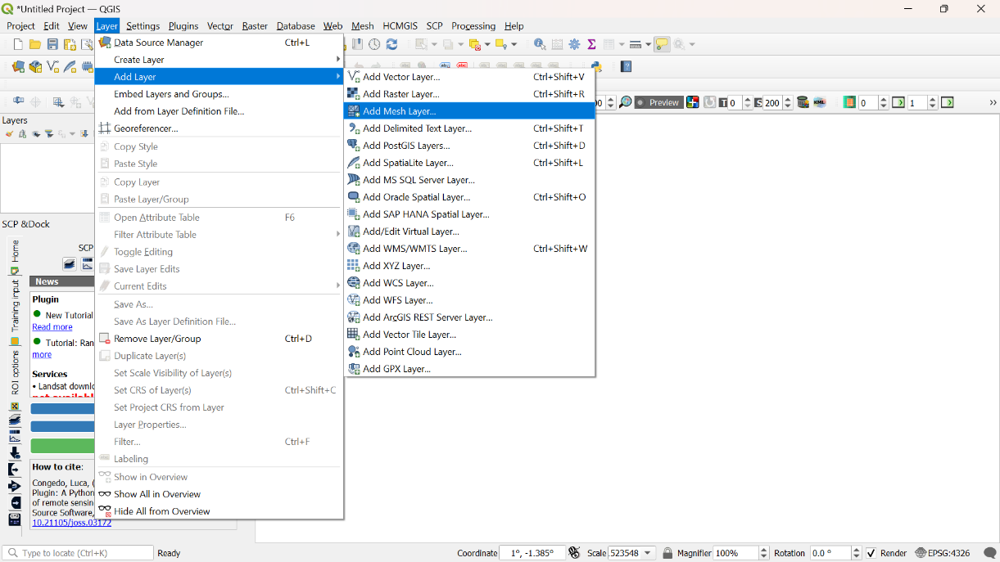 *Untitled Project — QGIS
Project Edit View Layer Settings Plugins Vector Raster Database Web Mesh HCMGIS SCP Processing Help
Data Source Manager Ctrl+L
Create Layer
Add Layer
Embed Layers and Groups...
Add from Layer Definition File...
Georeferencer...
Copy Style
Paste Style
Copy Layer
Paste Layer/Group
Open Attribute Table F6
Filter Attribute Table
Toggle Editing
Save Layer Edits
Current Edits
Save As...
Save As Layer Definition File...
Remove Layer/Group Ctrl+D
Duplicate Layer(s)
Set Scale Visibility of Layer(s)
Set CRS of Layer(s) Ctrl+Shift+C
Set Project CRS from Layer
Layer Properties...
Filter... Ctrl+F
Labeling
Show in Overview
Show All in Overview
Hide All from Overview
Add Vector Layer... Ctrl+Shift+V
Add Raster Layer... Ctrl+Shift+R
Add Mesh Layer...
Add Delimited Text Layer... Ctrl+Shift+T
Add PostGIS Layers... Ctrl+Shift+D
Add SpatiaLite Layer... Ctrl+Shift+L
Add MS SQL Server Layer...
Add Oracle Spatial Layer... Ctrl+Shift+O
Add SAP HANA Spatial Layer...
Add/Edit Virtual Layer...
Add WMS/WMTS Layer... Ctrl+Shift+W
Add XYZ Layer...
Add WCS Layer...
Add WFS Layer...
Add ArcGIS REST Server Layer...
Add Vector Tile Layer...
Add Point Cloud Layer...
Add GPX Layer...
00 Preview T 0 S 200 KML 0 1 »
Layers
SCP &Dock
SCP
Home
Training input
ROI options
News
Plugin
New Tutorial
Read more
Tutorial: Ran
more
Services
• Landsat downlo
How to cite:
Congedo, Luca, (
Plugin: A Python
of remote sensin
Source Software,
10.21105/joss.03172
Type to locate (Ctrl+K) Ready Coordinate 1°, -1.385° Scale 523548 Magnifier 100% Rotation 0.0 ° Render EPSG:4326